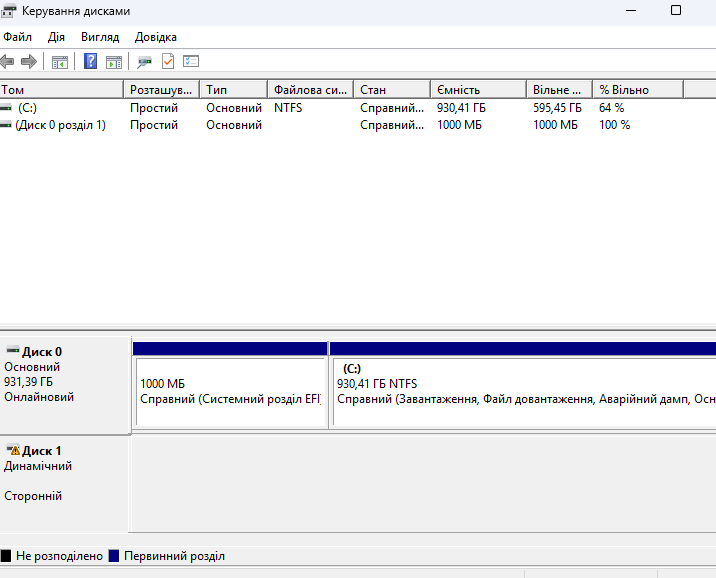 Керування дисками
Файл Дія Вигляд Довідка
Том Розташув... Тип Файлова си... Стан Ємність Вільне ... % Вільно
(C:) Простий Основний NTFS Справний... 930,41 ГБ 595,45 ГБ 64 %
(Диск 0 розділ 1) Простий Основний Справний... 1000 МБ 1000 МБ 100 %
Диск 0
Основний
931,39 ГБ
Онлайновий
1000 МБ
Справний (Системний розділ EFI)
(C:)
930,41 ГБ NTFS
Справний (Завантаження, Файл довантаження, Аварійний дамп, Осн
Диск 1
Динамічний
Сторонній
Не розподілено Первинний розділ